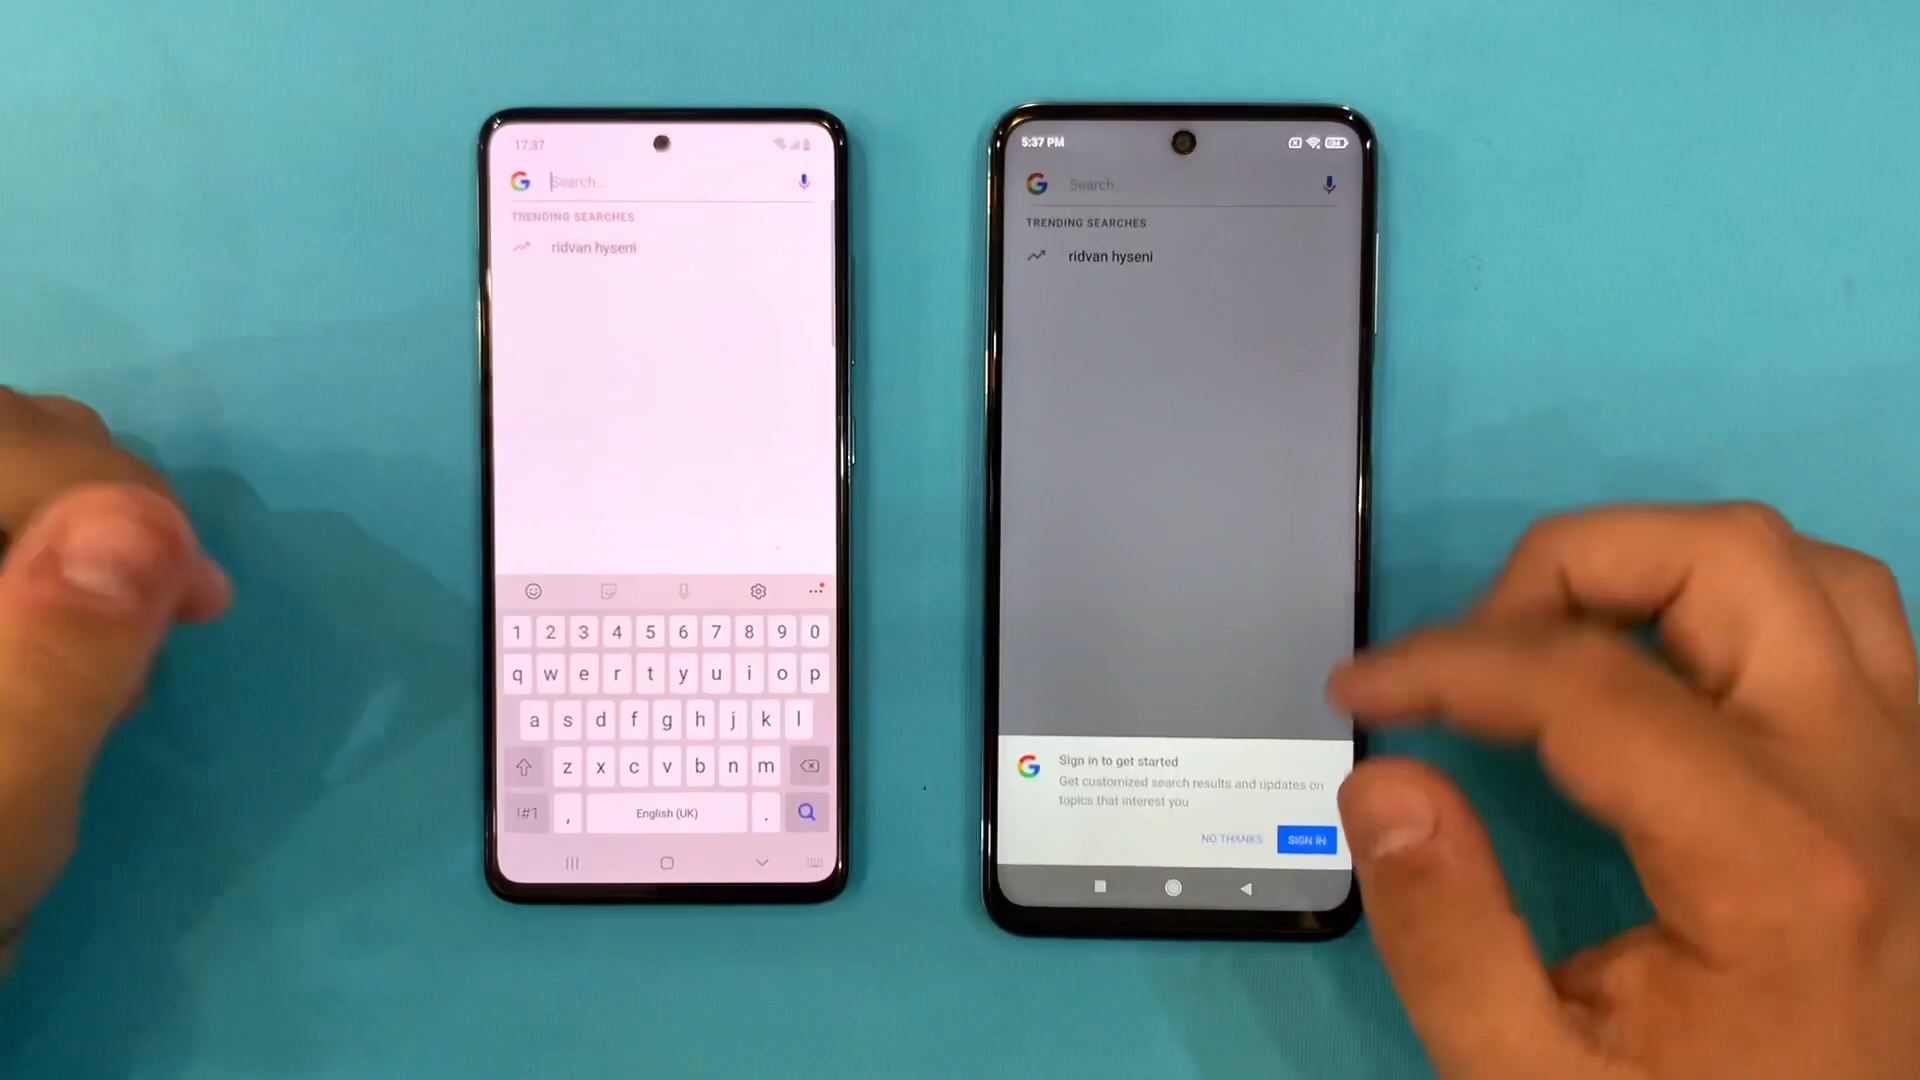 17:37
Search...
TRENDING SEARCHES
ridvan hyseni
1 2 3 4 5 6 7 8 9 0
q w e r t y u i o p
a s d f g h j k l
z x c v b n m
!#1 , English (UK) .
5:37 PM
Search
TRENDING SEARCHES
ridvan hyseni
Sign in to get started
Get customized search results and updates on
topics that interest you
NO THANKS SIGN IN